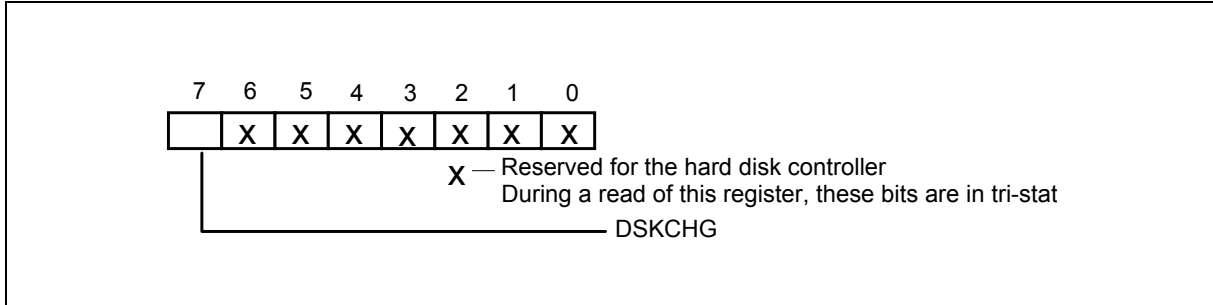 7 6 5 4 3 2 1 0
X X X X X X X
X — Reserved for the hard disk controller
During a read of this register, these bits are in tri-stat
DSKCHG